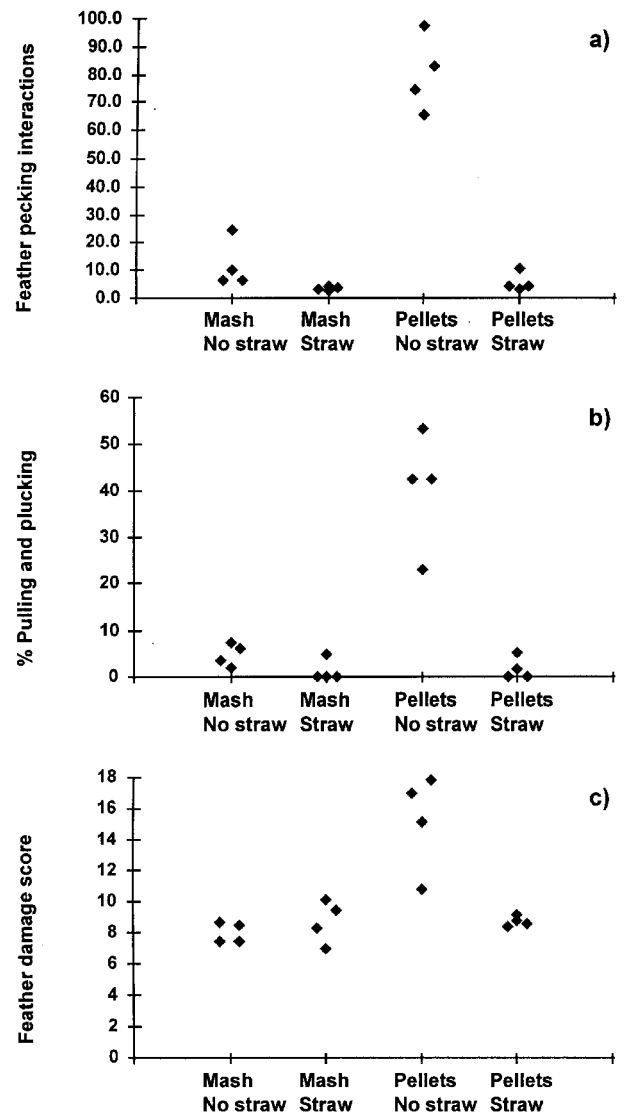 a)
Feather pecking interactions
100.0
90.0
80.0
70.0
60.0
50.0
40.0
30.0
20.0
10.0
0.0
Mash Mash Pellets Pellets
No straw Straw No straw Straw
b)
% Pulling and plucking
60
50
40
30
20
10
0
Mash Mash Pellets Pellets
No straw Straw No straw Straw
c)
Feather damage score
18
16
14
12
10
8
6
4
2
0
Mash Mash Pellets Pellets
No straw Straw No straw Straw